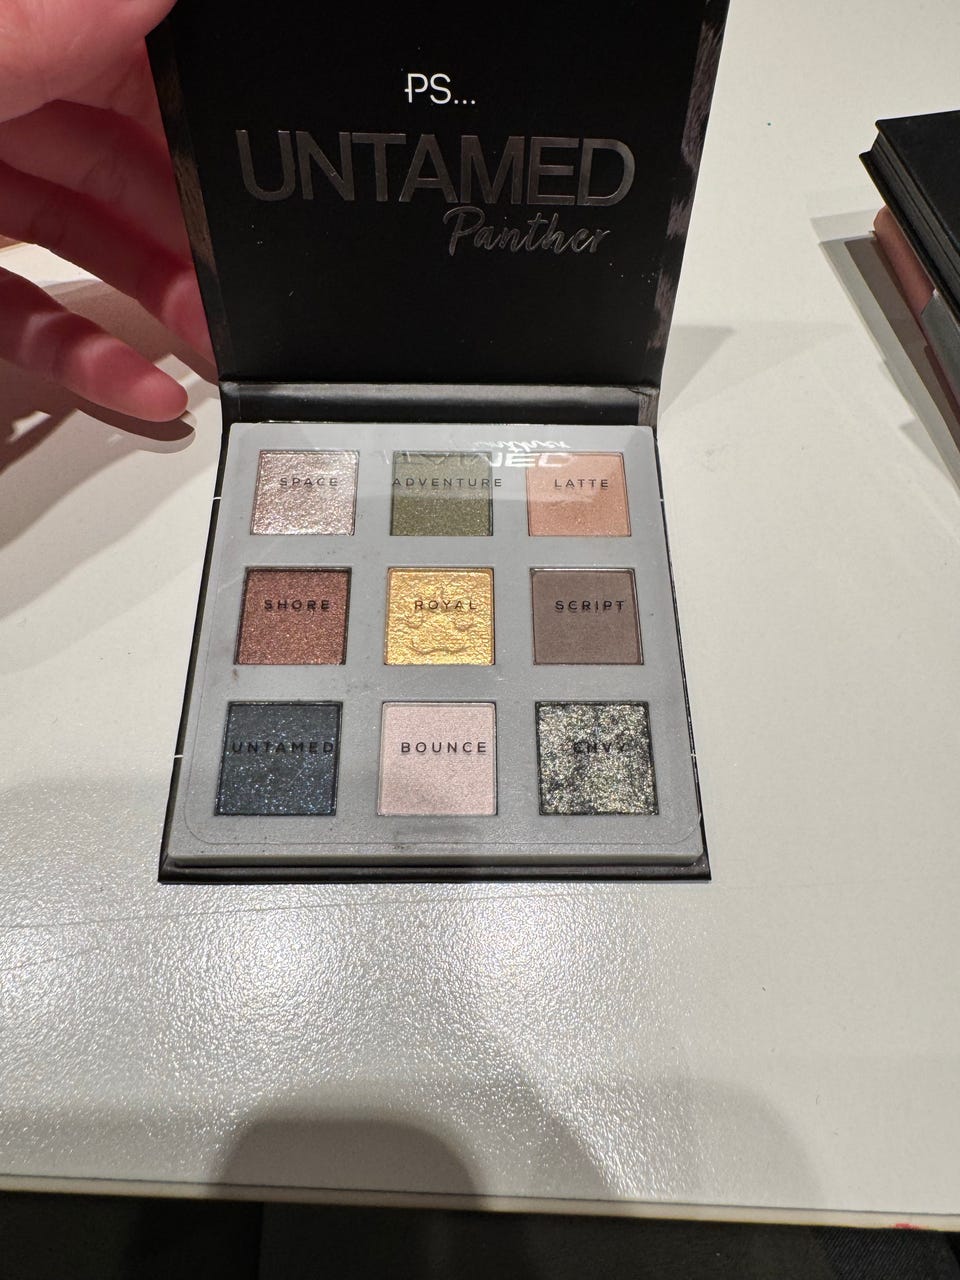 PS...
UNTAMED
Panther
SPACE
ADVENTURE
LATTE
SHORE
ROYAL
SCRIPT
UNTAMED
BOUNCE
ENVY